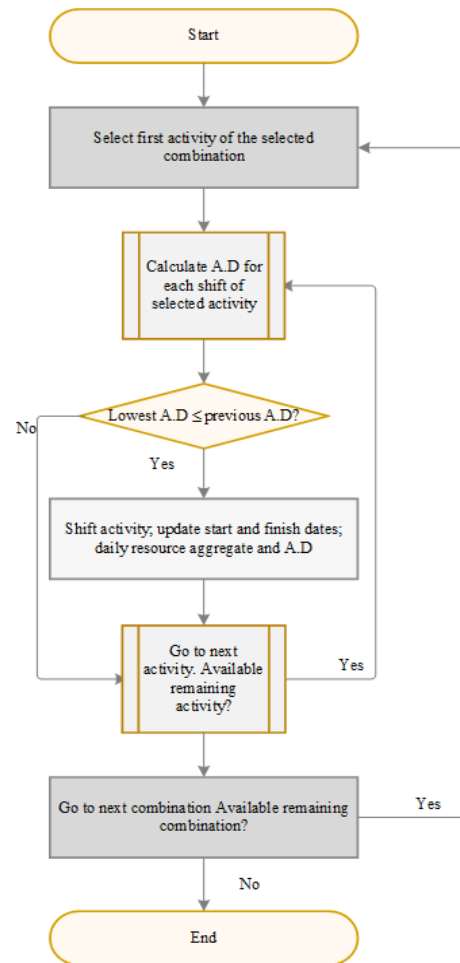 Start
Select first activity of the selected
combination
Calculate A.D for
each shift of
selected activity
Lowest A.D ≤ previous A.D?
No
Yes
Shift activity; update start and finish dates;
daily resource aggregate and A.D
Go to next
activity. Available
remaining
activity?
Yes
Go to next combination Available remaining
combination?
Yes
No
End